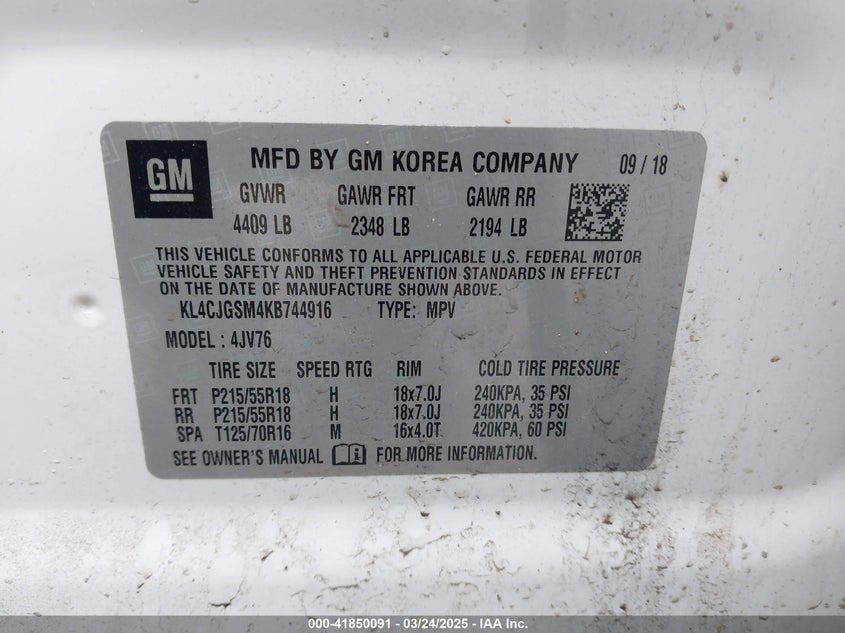 GM MFD BY GM KOREA COMPANY 09 / 18
GVWR GAWR FRT GAWR RR
4409 LB 2348 LB 2194 LB
THIS VEHICLE CONFORMS TO ALL APPLICABLE U.S. FEDERAL MOTOR
VEHICLE SAFETY AND THEFT PREVENTION STANDARDS IN EFFECT
ON THE DATE OF MANUFACTURE SHOWN ABOVE.
KL4CJGSM4KB744916 TYPE: MPV
MODEL : 4JV76
TIRE SIZE SPEED RTG RIM COLD TIRE PRESSURE
FRT P215/55R18 H 18x7.0J 240KPA, 35 PSI
RR P215/55R18 H 18x7.0J 240KPA, 35 PSI
SPA T125/70R16 M 16x4.0T 420KPA, 60 PSI
SEE OWNER'S MANUAL FOR MORE INFORMATION.
000-41850091 - 03/24/2025 - IAA Inc.